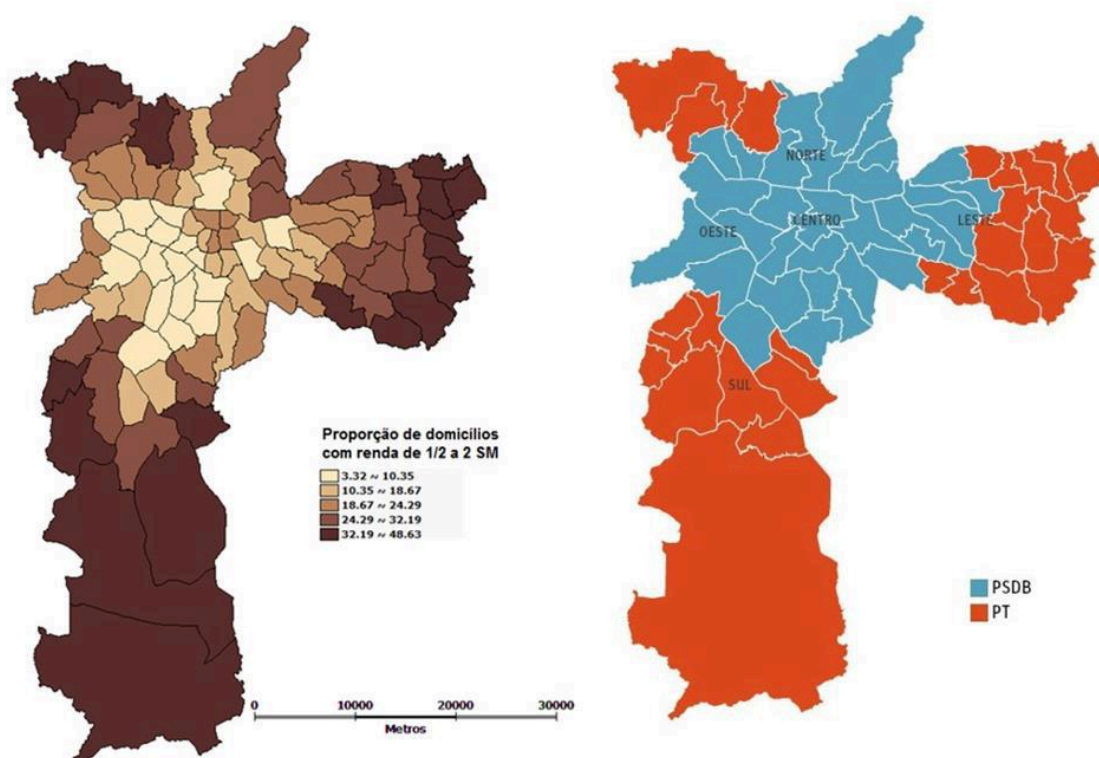 Proporção de domicílios
com renda de 1/2 a 2 SM
3.32 ~ 10.35
10.35 ~ 18.67
18.67 ~ 24.29
24.29 ~ 32.19
32.19 ~ 48.63
0 10000 20000 30000
Metros
NORTE
CENTRO
OESTE
LESTE
SUL
PSDB
PT